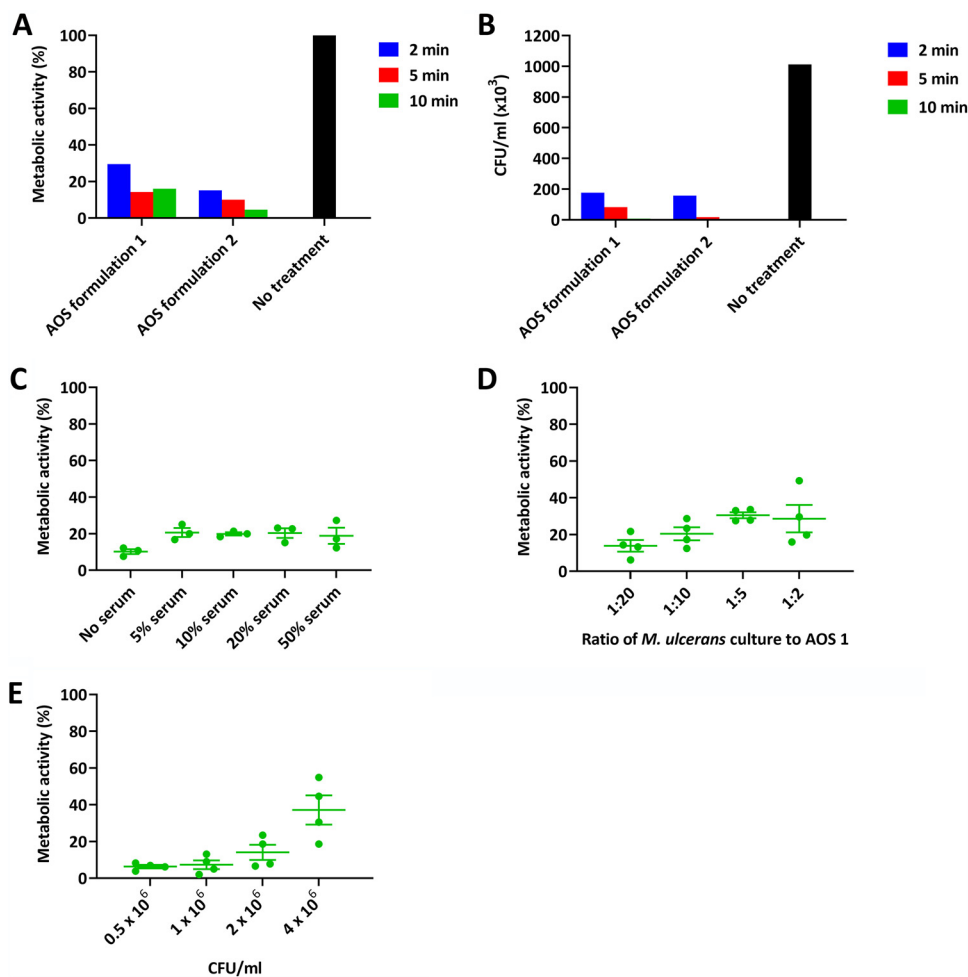 A
Metabolic activity (%)
100
80
60
40
20
0
2 min
5 min
10 min
AOS formulation 1
AOS formulation 2
No treatment
B
CFU/ml (x10³)
1200
1000
800
600
400
200
0
2 min
5 min
10 min
AOS formulation 1
AOS formulation 2
No treatment
C
Metabolic activity (%)
100
80
60
40
20
0
No serum
5% serum
10% serum
20% serum
50% serum
D
Metabolic activity (%)
100
80
60
40
20
0
1:20
1:10
1:5
1:2
Ratio of M. ulcerans culture to AOS 1
E
Metabolic activity (%)
100
80
60
40
20
0
0.5 x 10⁶
1 x 10⁶
2 x 10⁶
4 x 10⁶
CFU/ml